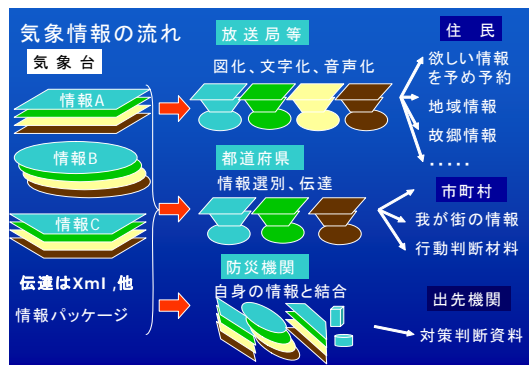 気象情報の流れ
気象台
情報A
情報B
情報C
伝達はXml ,他
情報パッケージ
放送局等
図化、文字化、音声化
都道府県
情報選別、伝達
防災機関
自身の情報と結合
住 民
欲しい情報
を予め予約
地域情報
故郷情報
・・・・・
市町村
我が街の情報
行動判断材料
出先機関
対策判断資料